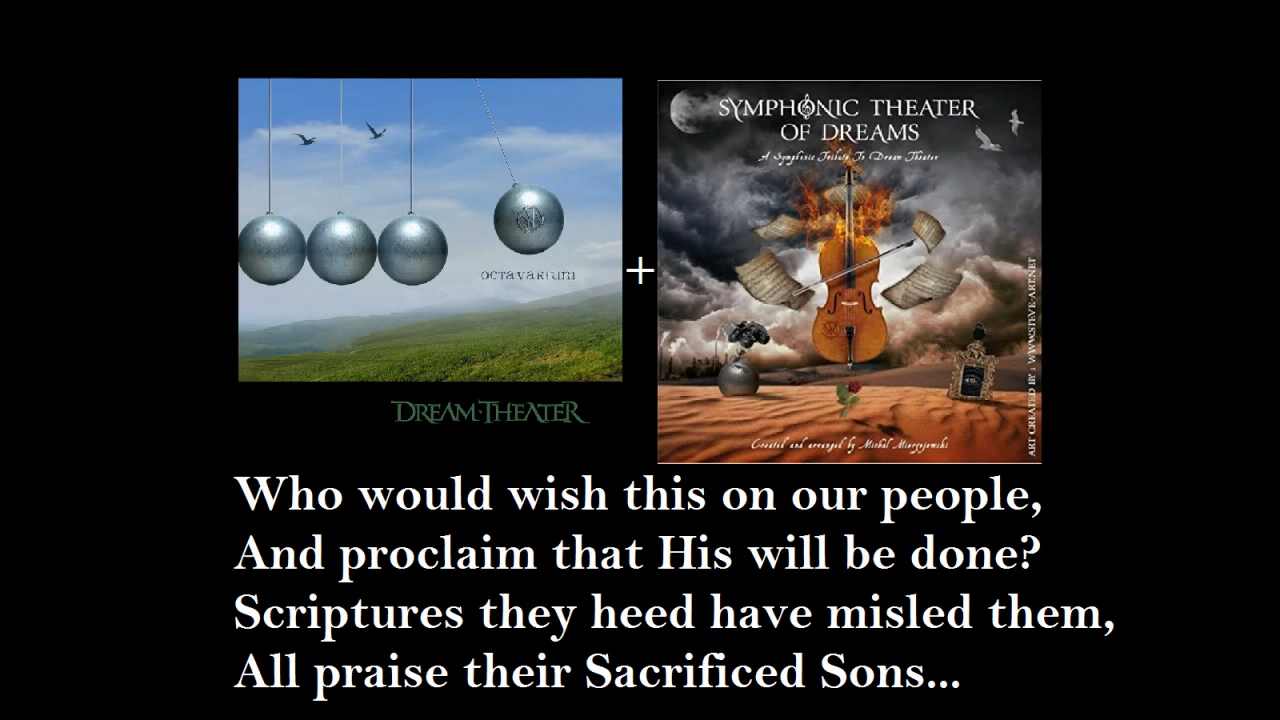 SYMPHONIC THEATER
OF DREAMS
A Symphonic Tribute To Dream Theater
octavarium
+
ART CREATED BY : WWW.STEVE-ART.NET
DREAM THEATER
Created and arranged by Michal Mierzejewski
Who would wish this on our people,
And proclaim that His will be done?
Scriptures they heed have misled them,
All praise their Sacrificed Sons...